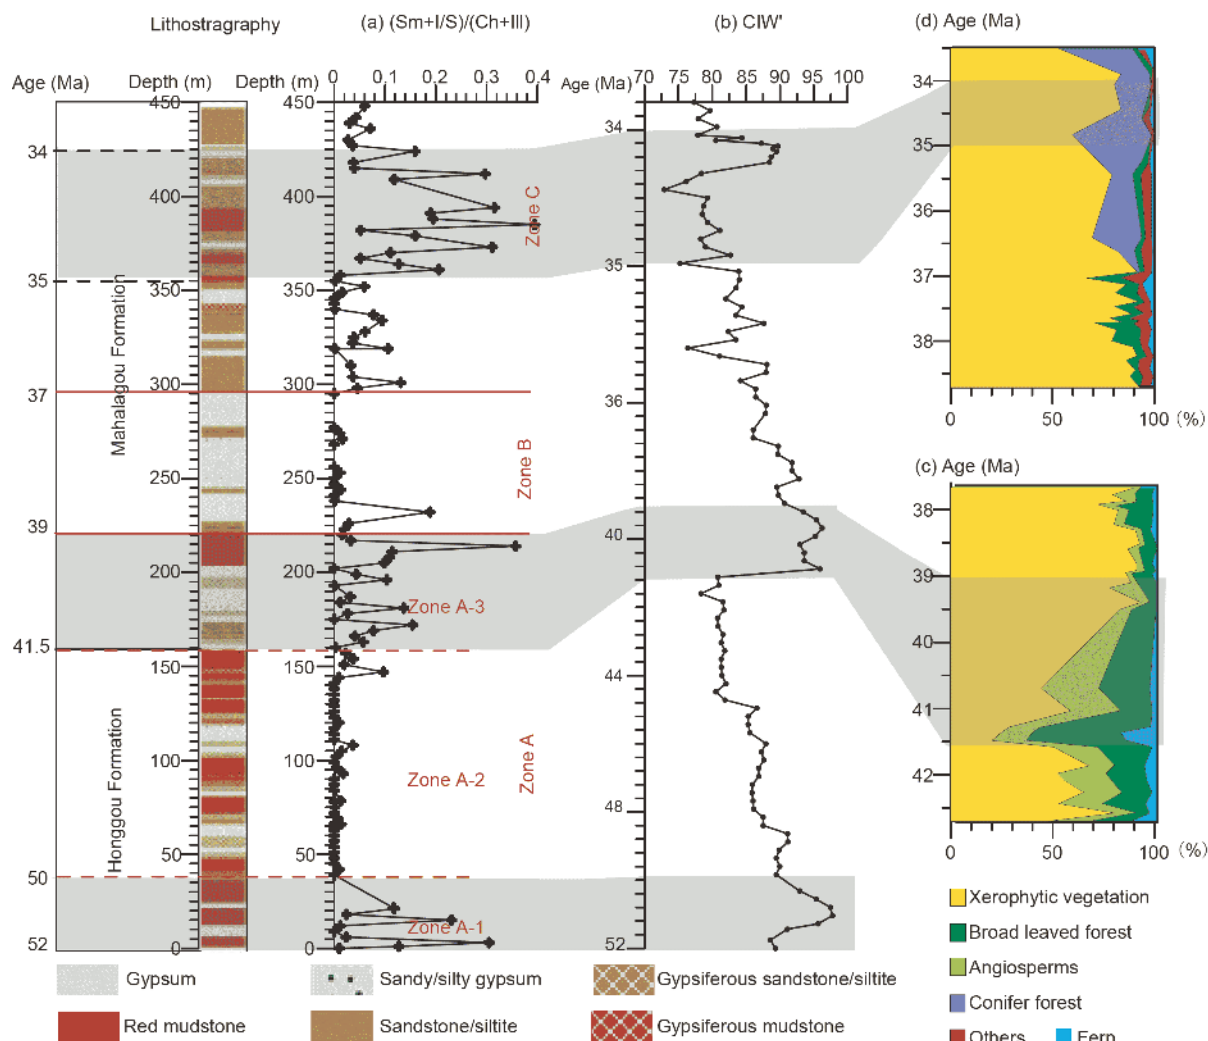 Lithostragraphy
(a) (Sm+I/S)/(Ch+Ill)
(b) CIW'
(d) Age (Ma)
Age (Ma) Depth (m) Depth (m) 0 0.1 0.2 0.3 0.4
Age (Ma) 70 75 80 85 90 95 100
450 400 350 300 250 200 150 100 50 0
450 400 350 300 250 200 150 100 50 0
34
35
37
39
41.5
50
52
Mahalagou Formation
Honggou Formation
Zone C
Zone B
Zone A-3
Zone A
Zone A-2
Zone A-1
34
35
36
40
44
48
52
34
35
36
37
38
0 50 100 (%)
(c) Age (Ma)
38
39
40
41
42
0 50 100 (%)
Xerophytic vegetation
Broad leaved forest
Angiosperms
Conifer forest
Others Fern
Gypsum Sandy/silty gypsum Gypsiferous sandstone/siltite
Red mudstone Sandstone/siltite Gypsiferous mudstone